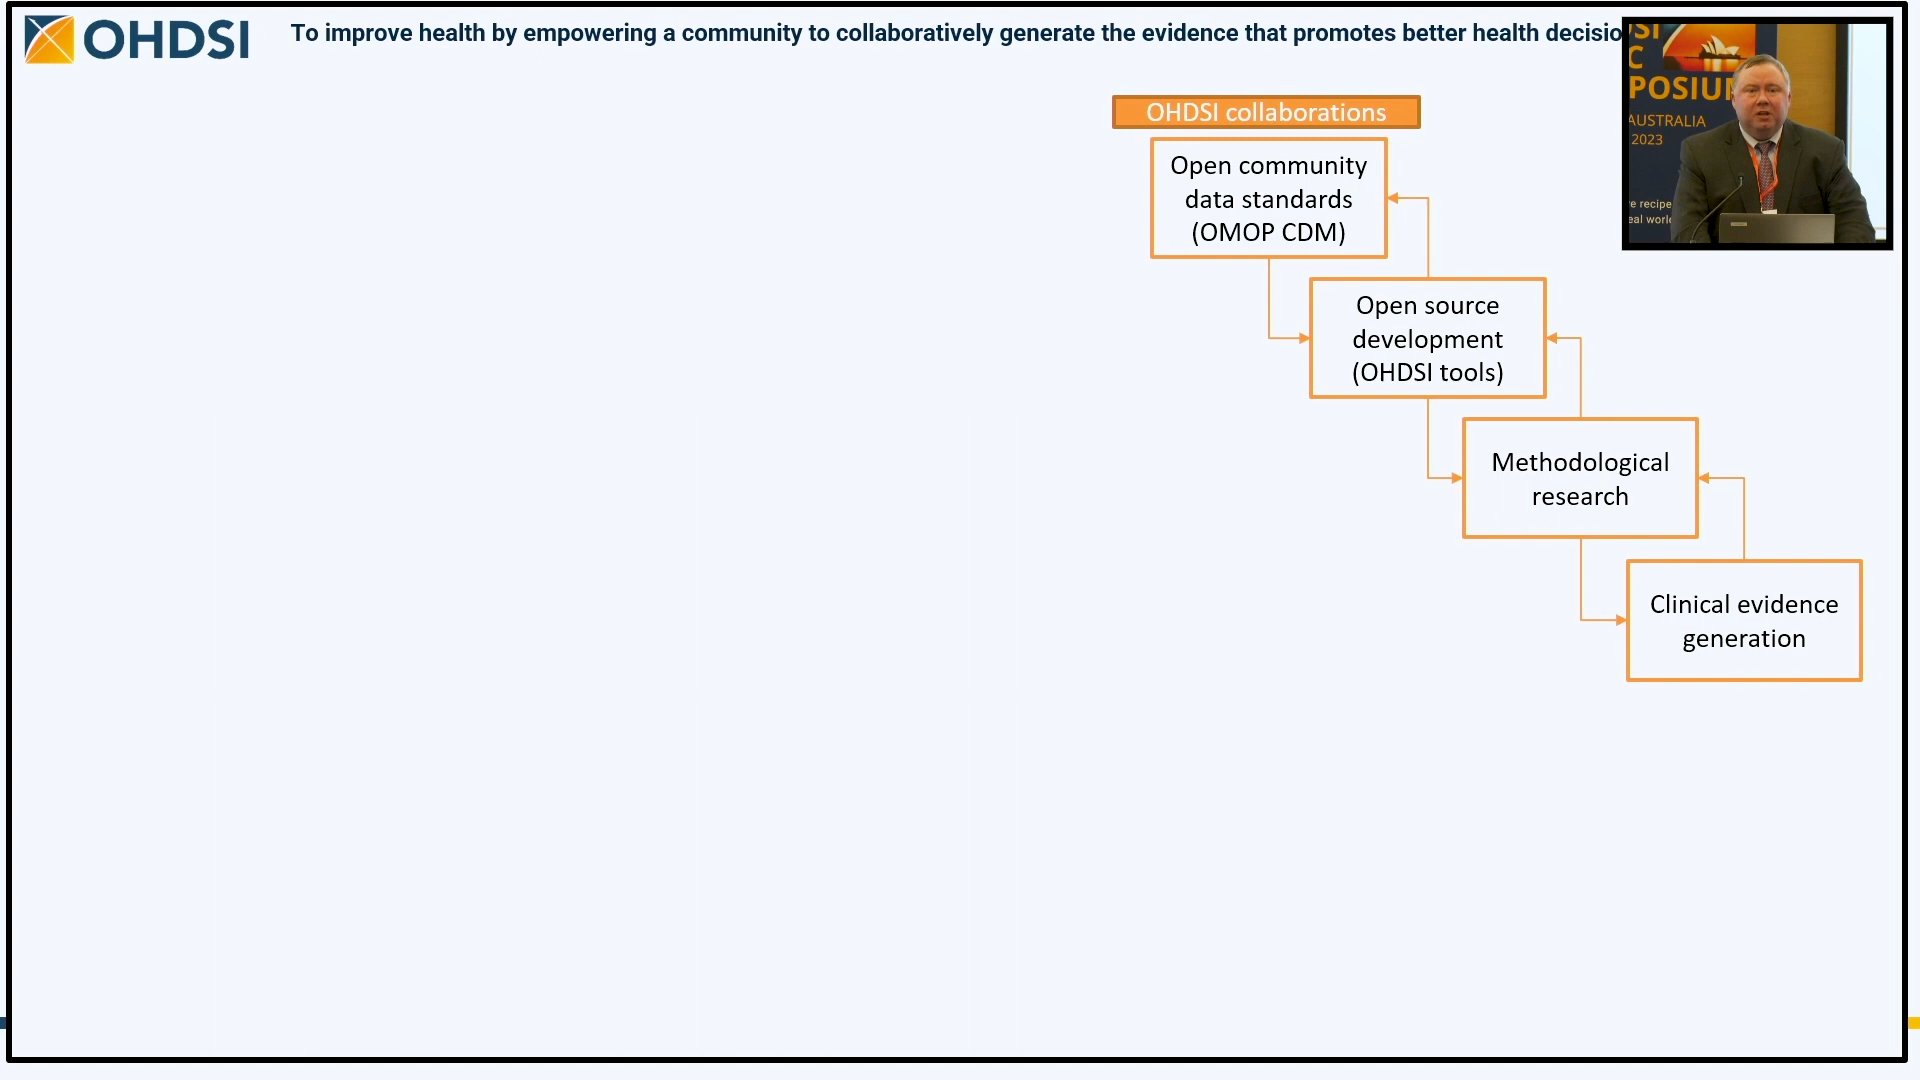 OHDSI
To improve health by empowering a community to collaboratively generate the evidence that promotes better health decisio
OHDSI collaborations
Open community
data standards
(OMOP CDM)
Open source
development
(OHDSI tools)
Methodological
research
Clinical evidence
generation
SI
C
POSIUM
AUSTRALIA
2023
e recipe
eal worl